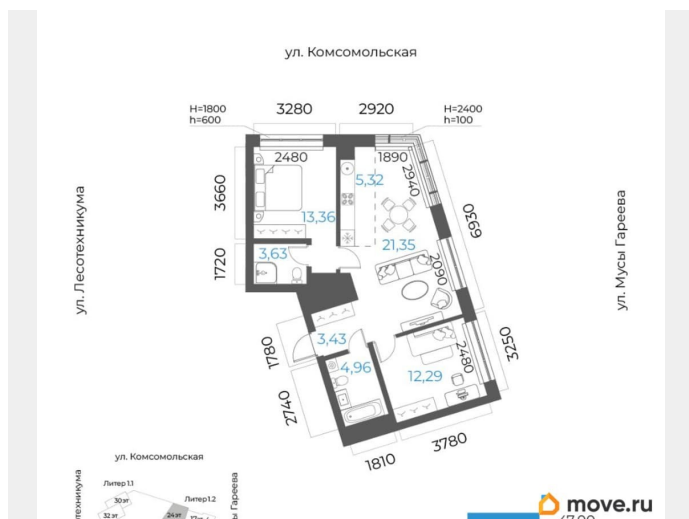 ул. Комсомольская
H=1800
h=600
3280
2920
H=2400
h=100
2480
1890
3660
5,32
2940
13,36
6930
ул. Лесотехникума
ул. Мусы Гареева
3,63
21,35
1720
2090
3,43
1780
4,96
12,29
2480
3250
2740
3780
1810
ул. Комсомольская
Литер 1.1
30 эт
Литер 1.2
32 эт
24 эт
move.ru